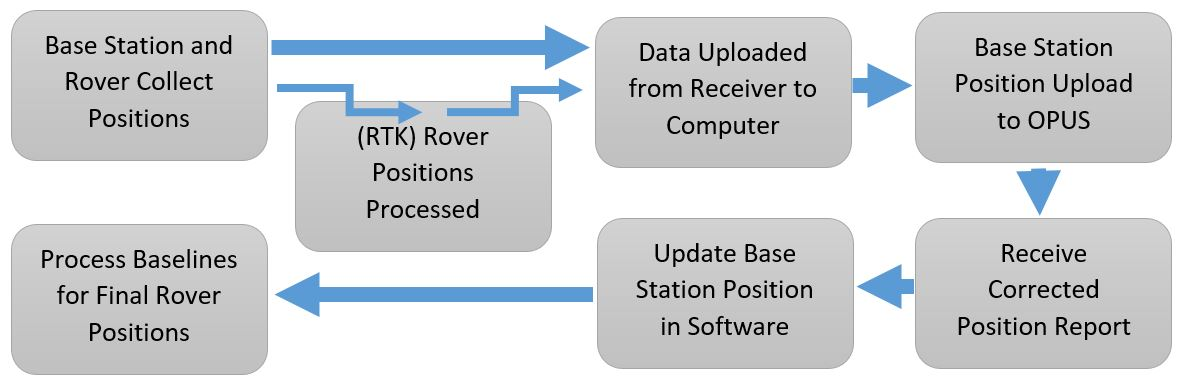 Base Station and
Rover Collect
Positions
(RTK) Rover
Positions
Processed
Data Uploaded
from Receiver to
Computer
Base Station
Position Upload
to OPUS
Receive
Corrected
Position Report
Update Base
Station Position
in Software
Process Baselines
for Final Rover
Positions